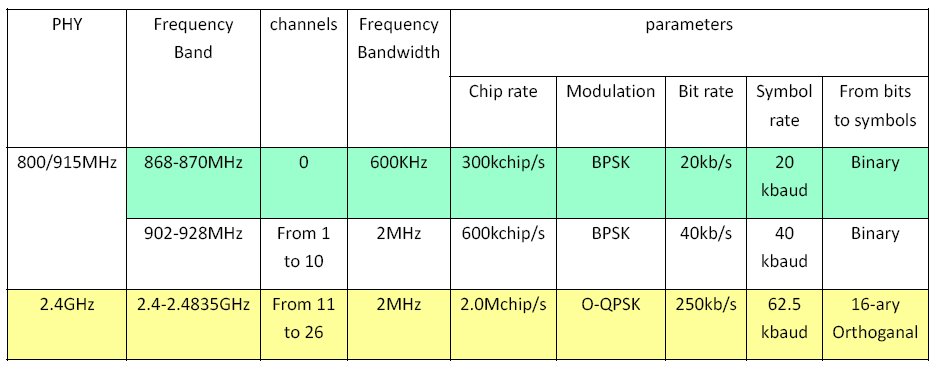 PHY Frequency channels Frequency parameters
Band Bandwidth
Chip rate Modulation Bit rate Symbol From bits
rate to symbols
800/915MHz 868-870MHz 0 600KHz 300kchip/s BPSK 20kb/s 20 Binary
kbaud
902-928MHz From 1 2MHz 600kchip/s BPSK 40kb/s 40 Binary
to 10 kbaud
2.4GHz 2.4-2.4835GHz From 11 2MHz 2.0Mchip/s O-QPSK 250kb/s 62.5 16-ary
to 26 kbaud Orthoganal